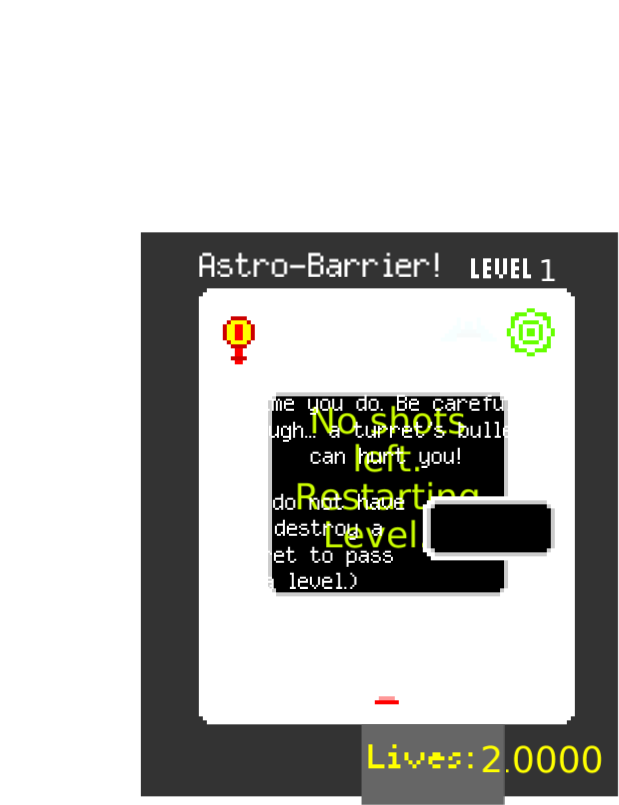 Astro-Barrier! LEVEL 1
me you do. Be carefu
No shots
ugh... a turret's bulle
left.
can hurt you!
Restarting
do not have
destroy a
Level
et to pass
level.)
Lives: 2.0000